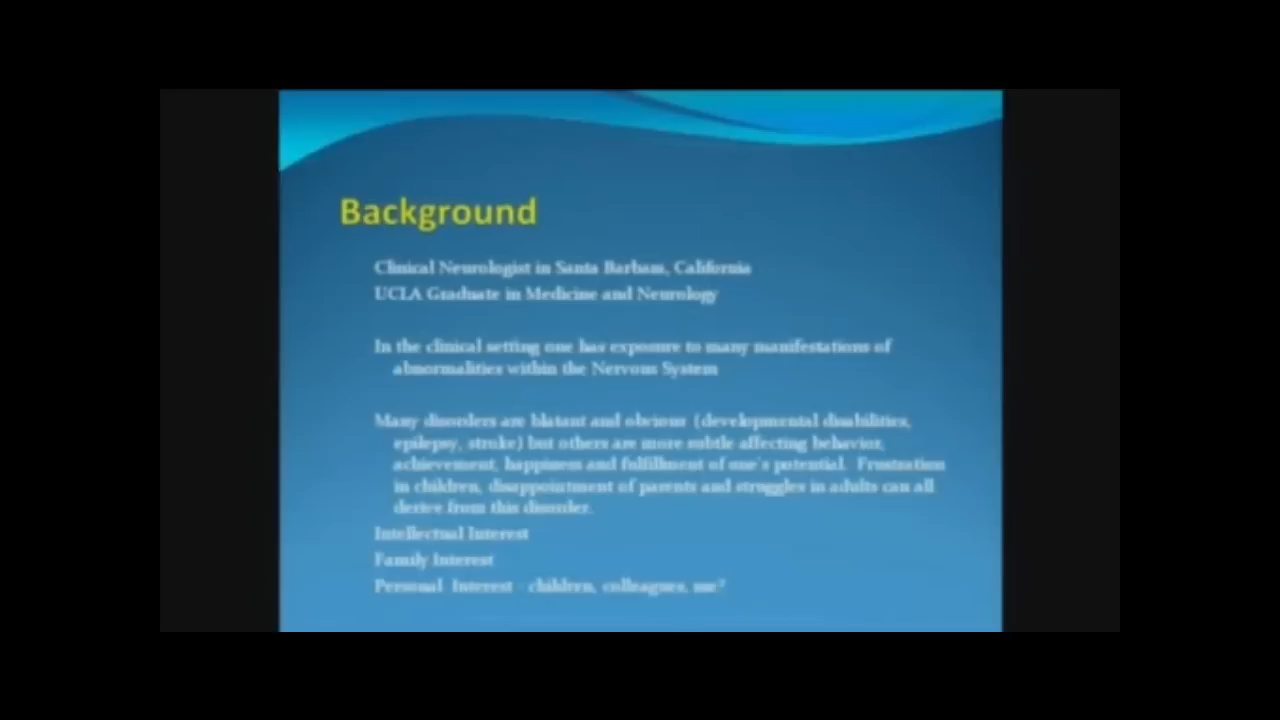 Background
Clinical Neurologist in Santa Barbara, California
UCLA Graduate in Medicine and Neurology
In the clinical setting one has exposure to many manifestations of
abnormalities within the Nervous System
Many disorders are blatant and obvious (developmental disabilities,
epilepsy, stroke) but others are more subtle affecting behavior,
achievement, happiness and fulfillment of one's potential. Frustration
in children, disappointment of parents and struggles in adults can all
derive from this disorder.
Intellectual Interest
Family Interest
Personal Interest - children, colleagues, me?